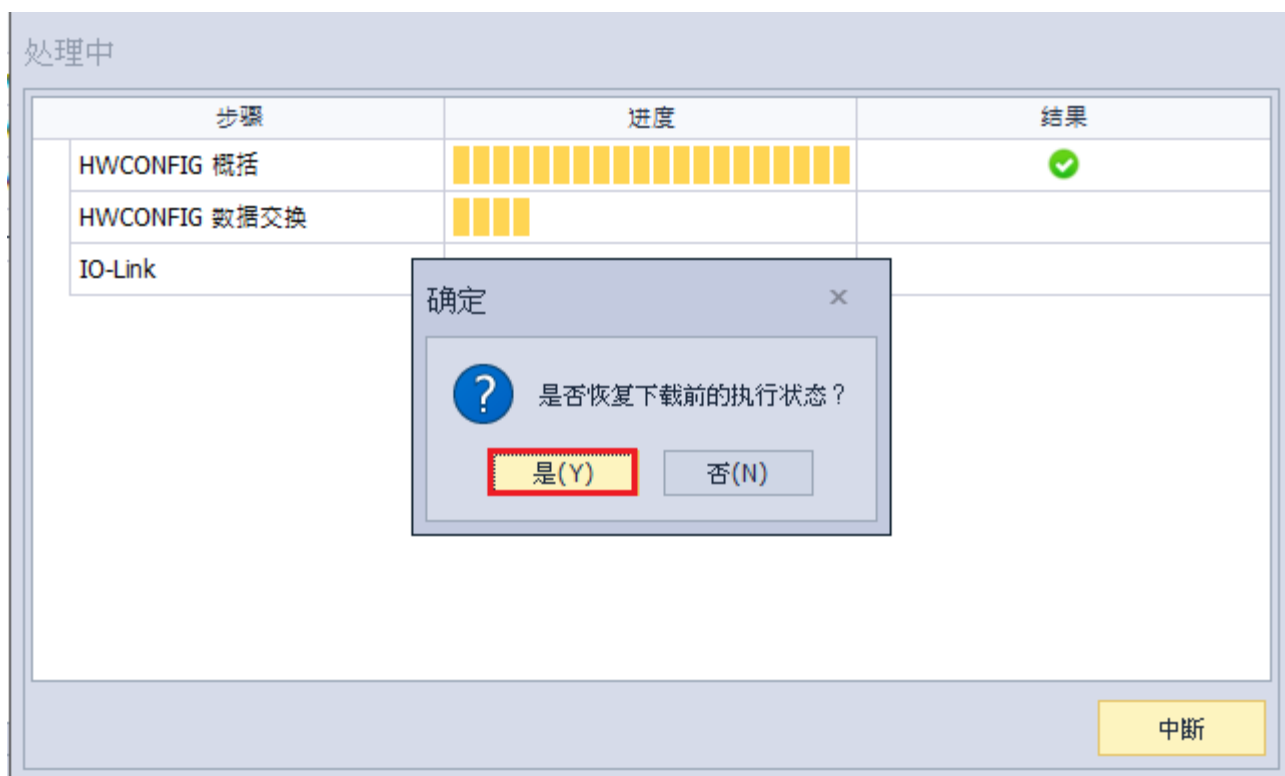 处理中
步骤 进度 结果
HWCONFIG 概括
HWCONFIG 数据交换
IO-Link
确定
是否恢复下载前的执行状态？
是(Y) 否(N)
中断